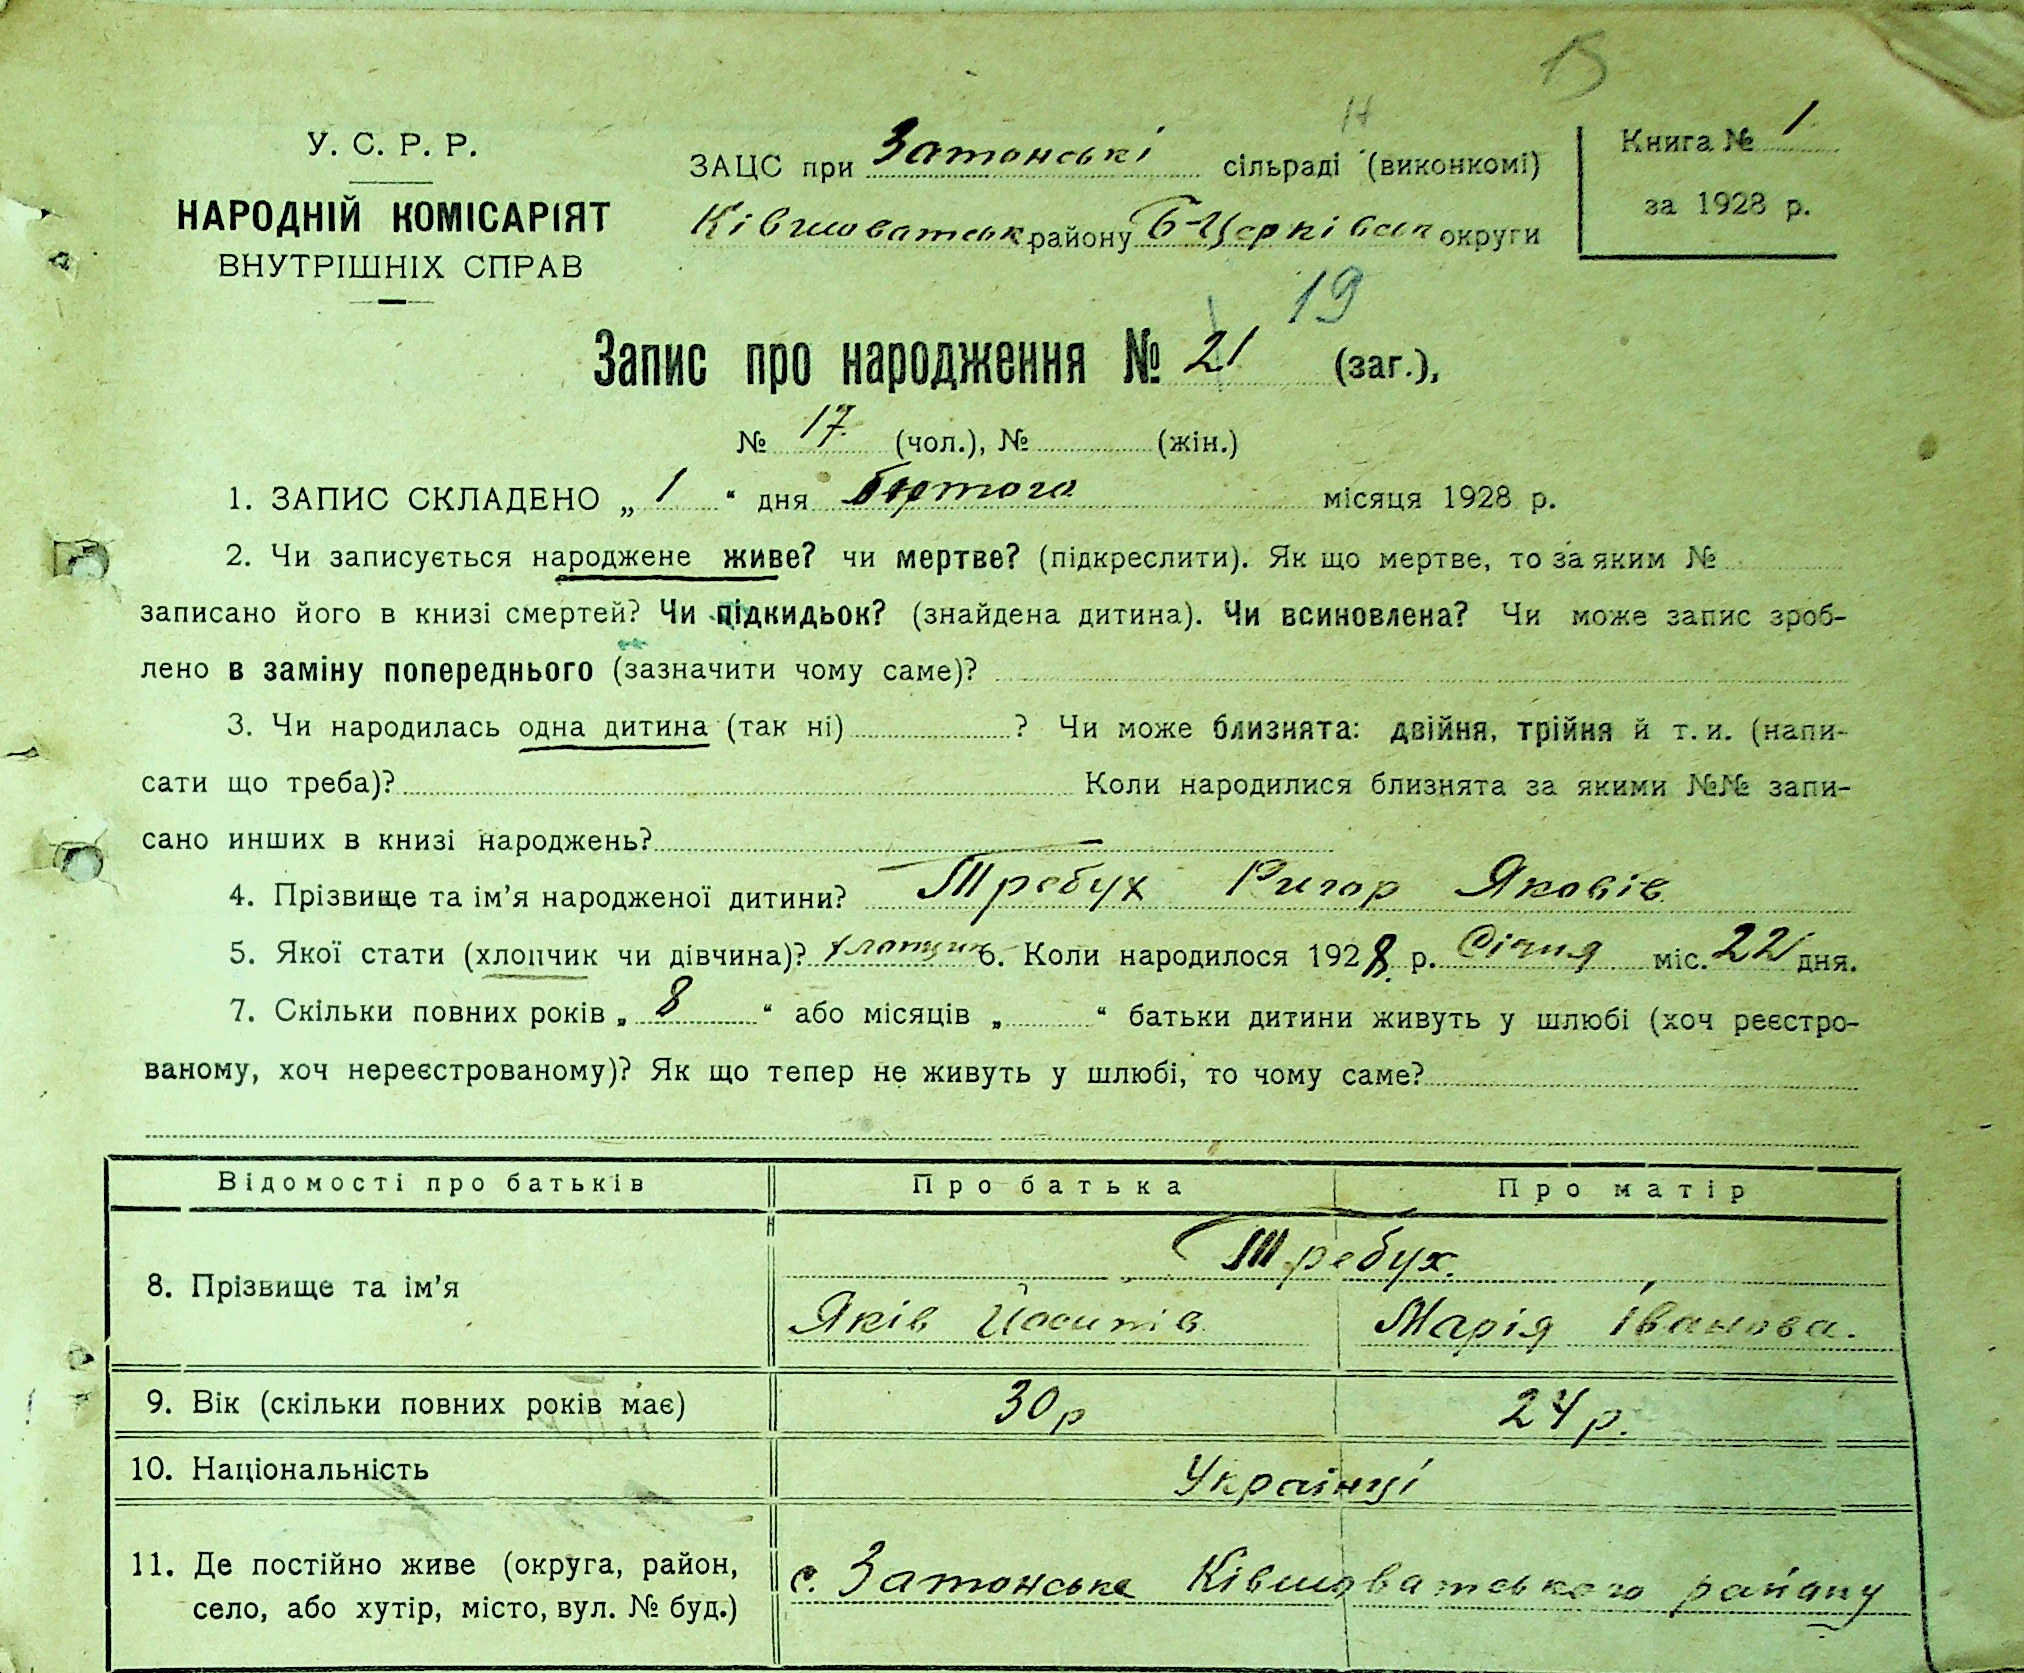 15
У. С. Р. Р.
НАРОДНІЙ КОМІСАРІЯТ
ВНУТРІШНІХ СПРАВ
ЗАЦС при Затонські сільраді (виконкомі)
Ківшоватськ. району Б-Церківськ округи
Книга № 1
за 1928 р.
19
Запис про народження № 21 (заг.),
№ 17 (чол.), № (жін.)
1. ЗАПИС СКЛАДЕНО „ 1 “ дня Лютого місяця 1928 р.
2. Чи записується народжене живе? чи мертве? (підкреслити). Як що мертве, то за яким №
записано його в книзі смертей? Чи підкидьок? (знайдена дитина). Чи всиновлена? Чи може запис зроб-
лено в заміну попереднього (зазначити чому саме)?
3. Чи народилась одна дитина (так ні) ? Чи може близнята: двійня, трійня й т. и. (напи-
сати що треба)? Коли народилися близнята за якими №№ запи-
сано инших в книзі народжень?
4. Прізвище та ім’я народженої дитини? Требух Ригор Яковів
5. Якої стати (хлопчик чи дівчина)? хлопчик 6. Коли народилося 1928 р. Січня міс. 22 дня.
7. Скільки повних років „ 8 “ або місяців „ “ батьки дитини живуть у шлюбі (хоч реєстро-
ваному, хоч нереєстрованому)? Як що тепер не живуть у шлюбі, то чому саме?
Відомості про батьків Про батька Про матір
8. Прізвище та ім’я Требух.
Яків Йосипів Марія Іванова.
9. Вік (скільки повних років має) 30 р 24 р.
10. Національність Українці
11. Де постійно живе (округа, район,
село, або хутір, місто, вул. № буд.)
с. Затонське Ківшоватського району